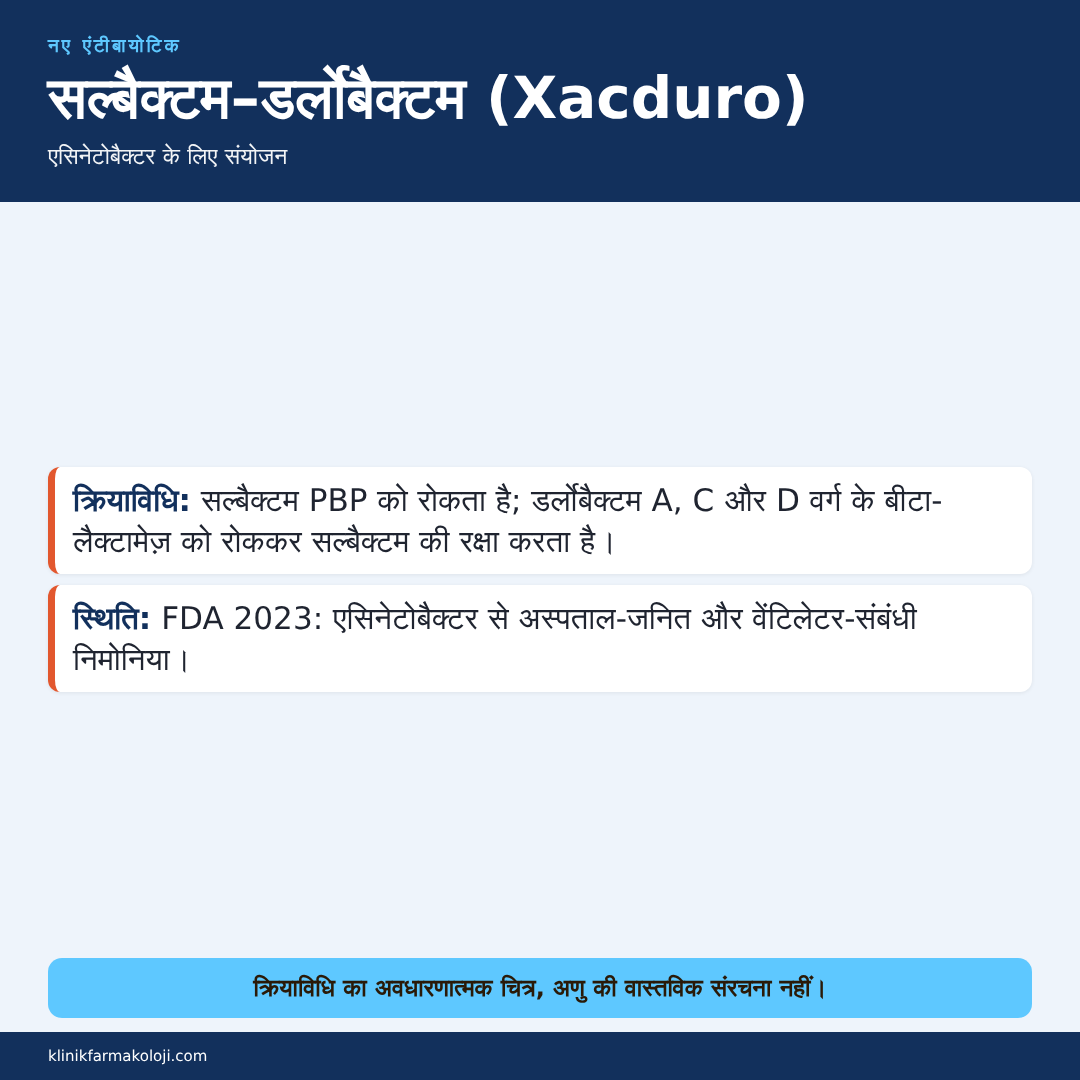 नए एंटीबायोटिक
सल्बैक्टम–डर्लोबैक्टम (Xacduro)
एसिनेटोबैक्टर के लिए संयोजन
क्रियाविधि: सल्बैक्टम PBP को रोकता है; डर्लोबैक्टम A, C और D वर्ग के बीटा-
लैक्टामेज़ को रोककर सल्बैक्टम की रक्षा करता है।
स्थिति: FDA 2023: एसिनेटोबैक्टर से अस्पताल-जनित और वेंटिलेटर-संबंधी
निमोनिया।
क्रियाविधि का अवधारणात्मक चित्र, अणु की वास्तविक संरचना नहीं।
klinikfarmakoloji.com